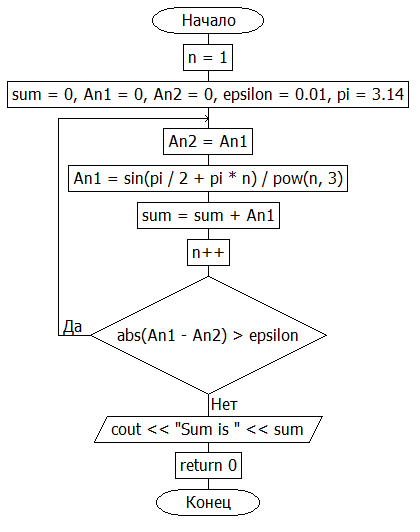 Начало
n = 1
sum = 0, An1 = 0, An2 = 0, epsilon = 0.01, pi = 3.14
An2 = An1
An1 = sin(pi / 2 + pi * n) / pow(n, 3)
sum = sum + An1
n++
Да
abs(An1 - An2) > epsilon
Нет
cout << "Sum is " << sum
return 0
Конец